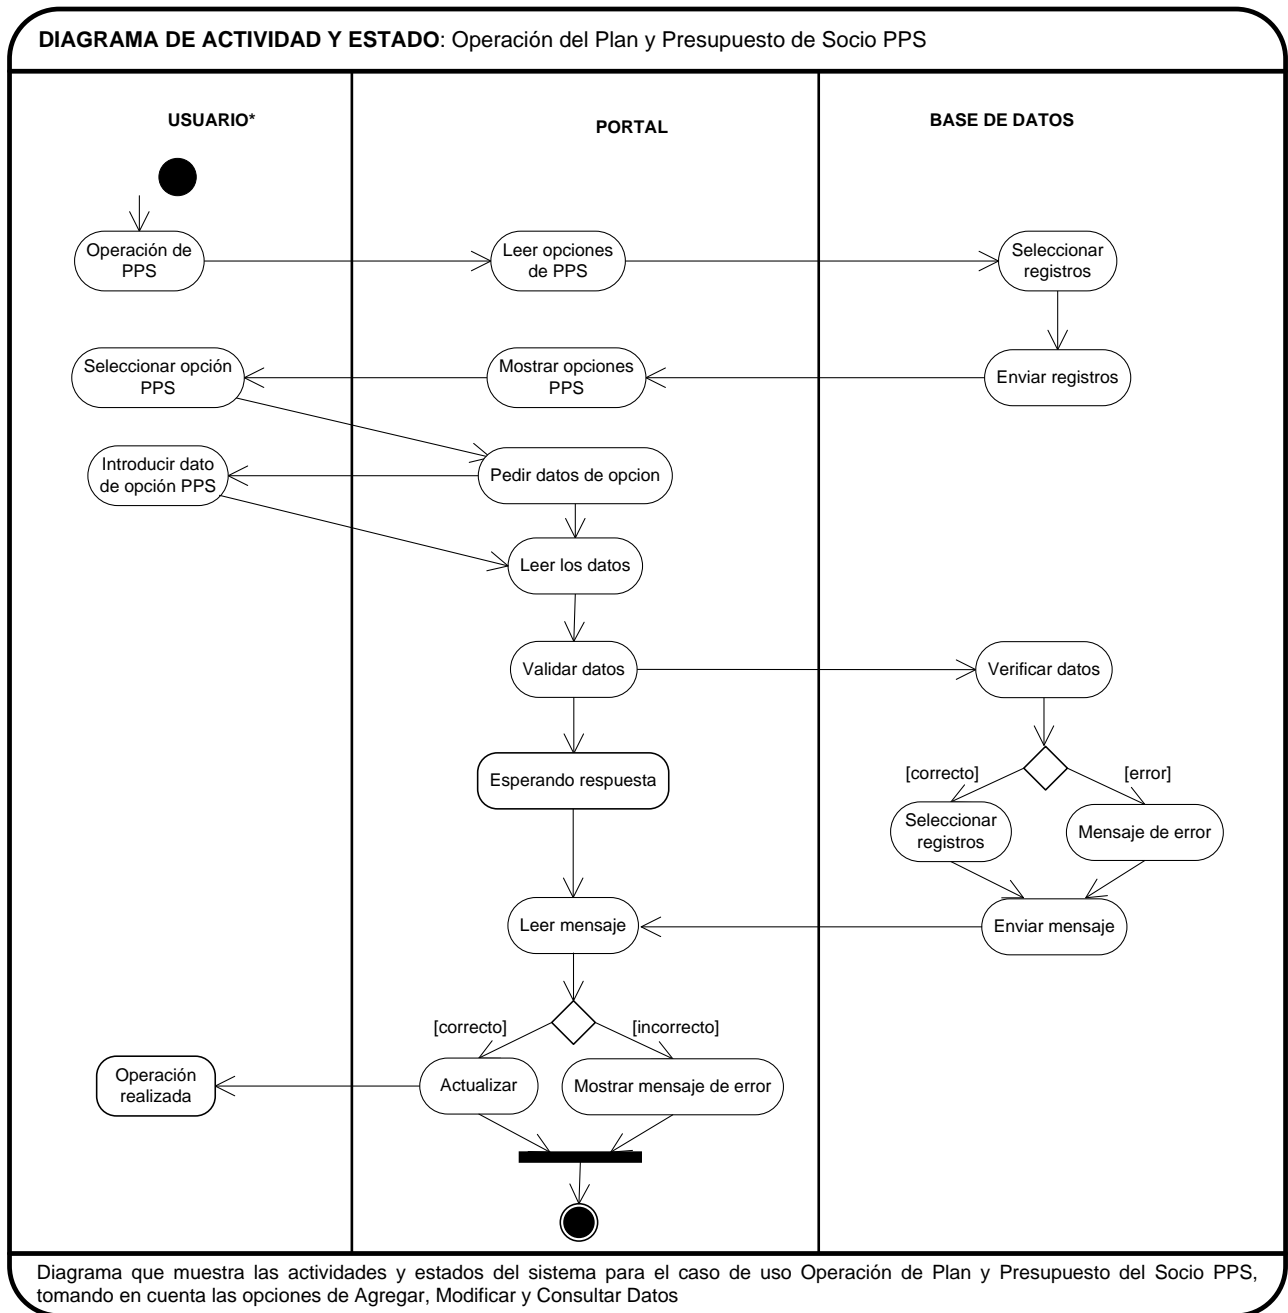 DIAGRAMA DE ACTIVIDAD Y ESTADO: Operación del Plan y Presupuesto de Socio PPS
USUARIO*
PORTAL
BASE DE DATOS
Operación de
PPS
Leer opciones
de PPS
Seleccionar
registros
Seleccionar opción
PPS
Mostrar opciones
PPS
Enviar registros
Introducir dato
de opción PPS
Pedir datos de opcion
Leer los datos
Validar datos
Verificar datos
Esperando respuesta
[correcto]
[error]
Seleccionar
registros
Mensaje de error
Leer mensaje
Enviar mensaje
[correcto]
[incorrecto]
Operación
realizada
Actualizar
Mostrar mensaje de error
Diagrama que muestra las actividades y estados del sistema para el caso de uso Operación de Plan y Presupuesto del Socio PPS,
tomando en cuenta las opciones de Agregar, Modificar y Consultar Datos